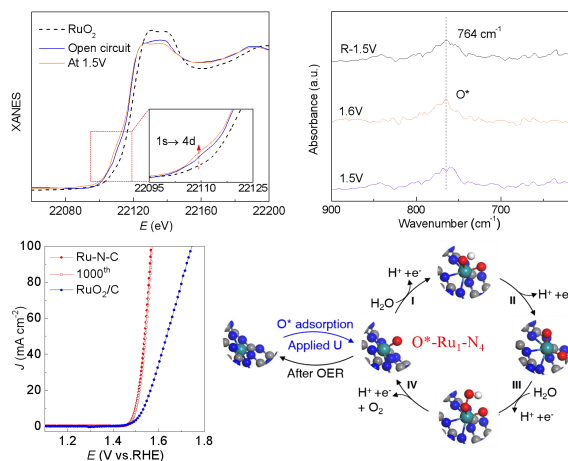 XANES
RuO2
Open circuit
At 1.5V
1s→ 4d
22095 22110 22125
22080 22120 22160 22200
E (eV)
Absorbance (a.u.)
R-1.5V
764 cm-1
O*
1.6V
1.5V
900 800 700
Wavenumber (cm-1)
J (mA cm-2)
100
80
60
40
20
0
Ru-N-C
1000th
RuO2/C
1.2 1.4 1.6 1.8
E (V vs.RHE)
O* adsorption
Applied U
After OER
O*-Ru1-N4
H+ +e-
H2O
I
II
H+ +e-
III
H2O
H+ +e-
IV
H+ +e-
+ O2